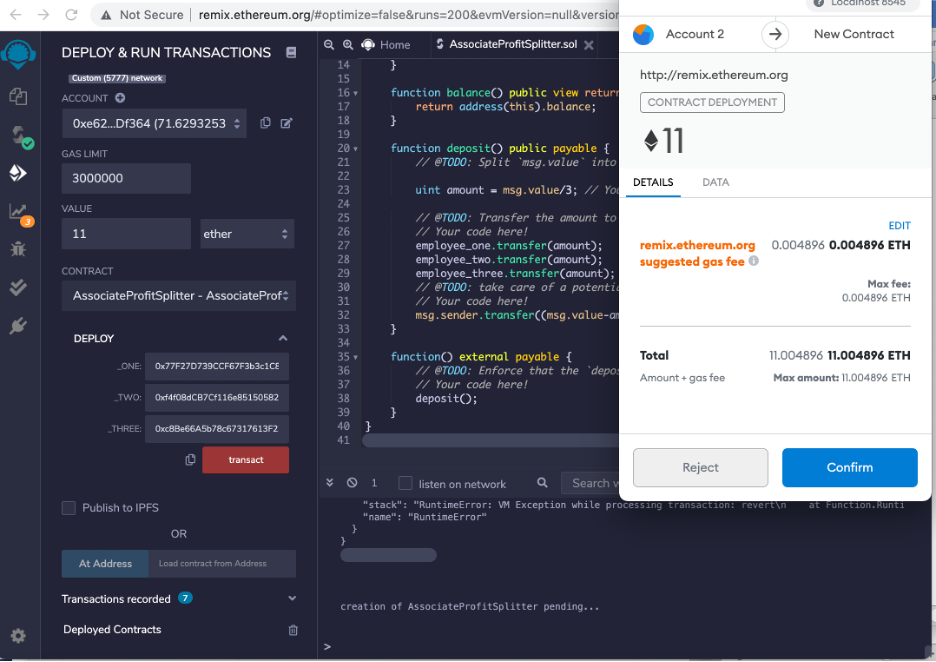 Not Secure | remix.ethereum.org/#optimize=false&runs=200&evmVersion=null&version
DEPLOY & RUN TRANSACTIONS
Custom (5777) network
ACCOUNT
0xe62...Df364 (71.6293253
GAS LIMIT
3000000
VALUE
11
ether
CONTRACT
AssociateProfitSplitter - AssociateProf
DEPLOY
_ONE:
0x77F27D739CCF67F3b3c1CE
_TWO:
0xf4f08dCB7Cf116e85150582
_THREE:
0xc8Be66A5b78c67317613F2
transact
Publish to IPFS
OR
At Address
Load contract from Address
Transactions recorded 7
Deployed Contracts
3
Home
AssociateProfitSplitter.sol
14 }
15
16 function balance() public view return
17 return address(this).balance;
18 }
19
20 function deposit() public payable {
21 // @TODO: Split `msg.value` into
22
23 uint amount = msg.value/3; // You
24
25 // @TODO: Transfer the amount to
26 // Your code here!
27 employee_one.transfer(amount);
28 employee_two.transfer(amount);
29 employee_three.transfer(amount);
30 // @TODO: take care of a potentia
31 // Your code here!
32 msg.sender.transfer((msg.value-am
33 }
34
35 function() external payable {
36 // @TODO: Enforce that the `depos
37 // Your code here!
38 deposit();
39 }
40 }
41
1
listen on network
Search w
"stack": "RuntimeError: VM Exception while processing transaction: revert\n at Function.Runti
"name": "RuntimeError"
}
}
creation of AssociateProfitSplitter pending...
>
Localhost 8545
Account 2
New Contract
http://remix.ethereum.org
CONTRACT DEPLOYMENT
11
DETAILS
DATA
EDIT
remix.ethereum.org 0.004896 0.004896 ETH
suggested gas fee
Max fee:
0.004896 ETH
Total 11.004896 11.004896 ETH
Amount + gas fee Max amount: 11.004896 ETH
Reject
Confirm